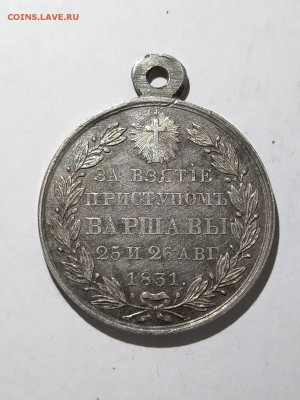 COINS.LAVE.RU
ЗА ВЗЯТІЕ
ПРИСТУПОМЪ
ВАРШАВЫ
25 И 26 АВГ.
1831.